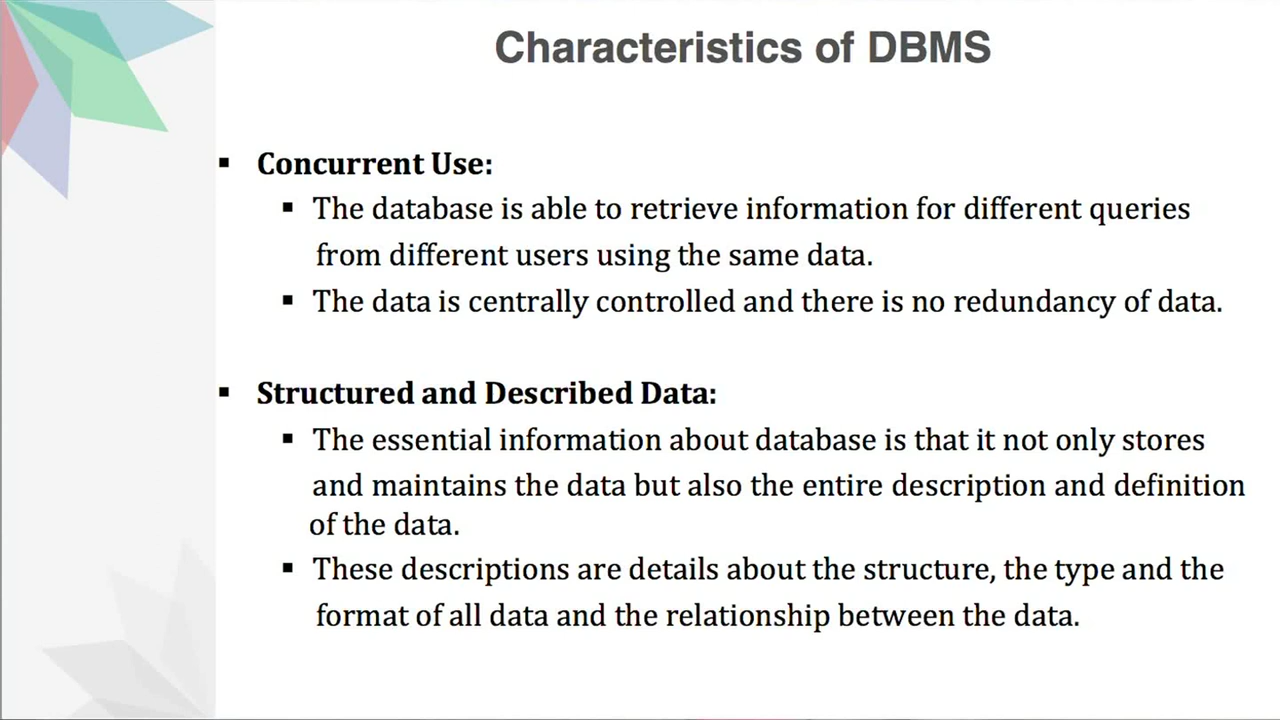 Characteristics of DBMS
▪ Concurrent Use:
▪ The database is able to retrieve information for different queries
from different users using the same data.
▪ The data is centrally controlled and there is no redundancy of data.
▪ Structured and Described Data:
▪ The essential information about database is that it not only stores
and maintains the data but also the entire description and definition
of the data.
▪ These descriptions are details about the structure, the type and the
format of all data and the relationship between the data.